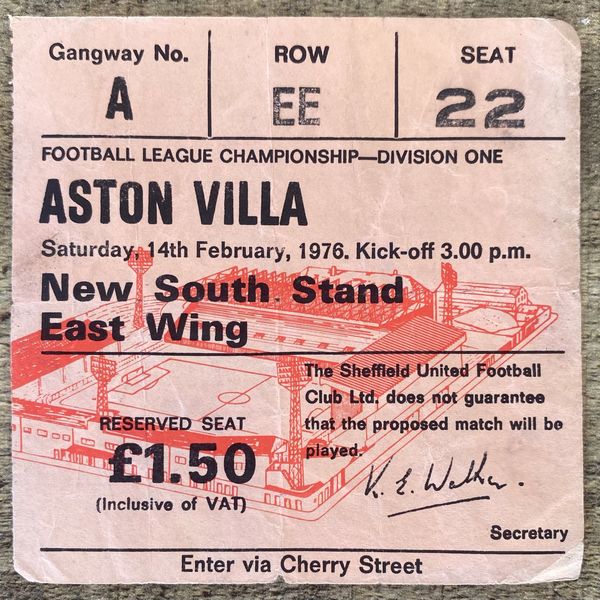 Gangway No. ROW SEAT
A EE 22
FOOTBALL LEAGUE CHAMPIONSHIP—DIVISION ONE
ASTON VILLA
Saturday, 14th February, 1976. Kick-off 3.00 p.m.
New South Stand
East Wing
The Sheffield United Football
Club Ltd. does not guarantee
that the proposed match will be
played.
RESERVED SEAT
£1.50
(Inclusive of VAT)
K. E. Walker.
Secretary
Enter via Cherry Street